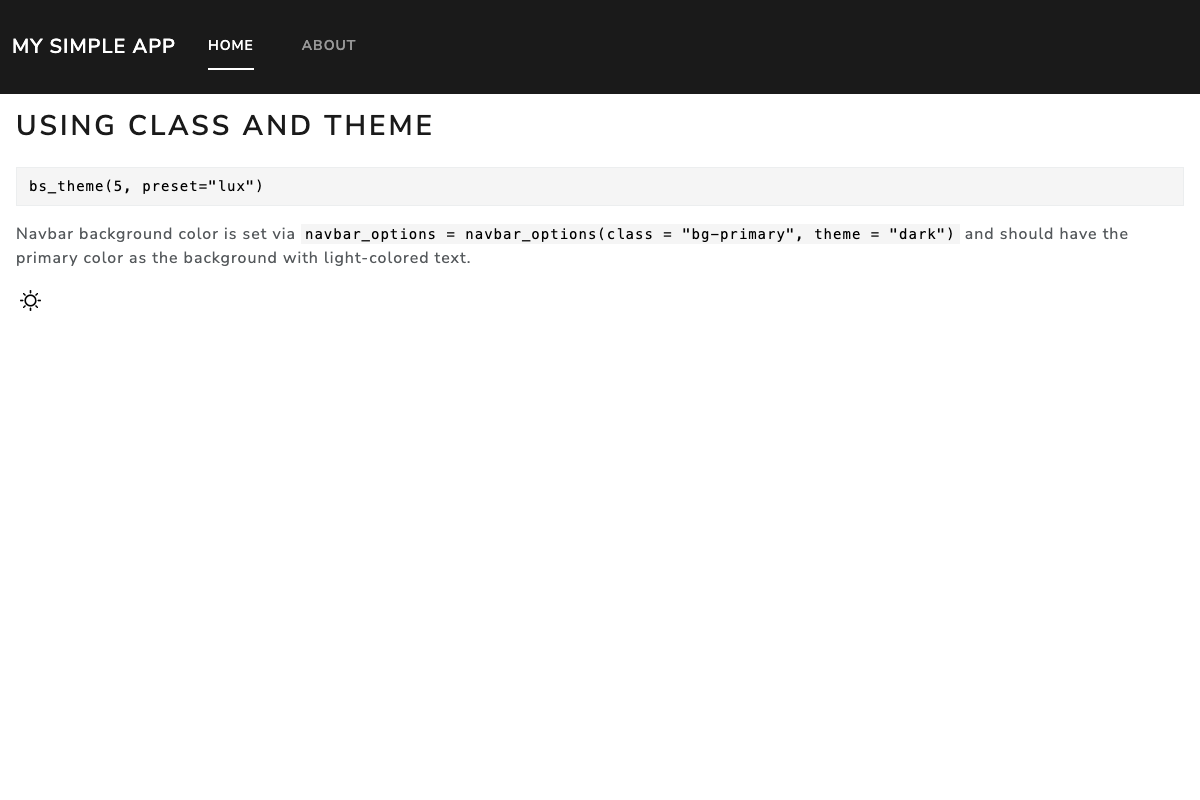 MY SIMPLE APP HOME ABOUT
USING CLASS AND THEME
bs_theme(5, preset="lux")
Navbar background color is set via navbar_options = navbar_options(class = "bg-primary", theme = "dark") and should have the
primary color as the background with light-colored text.